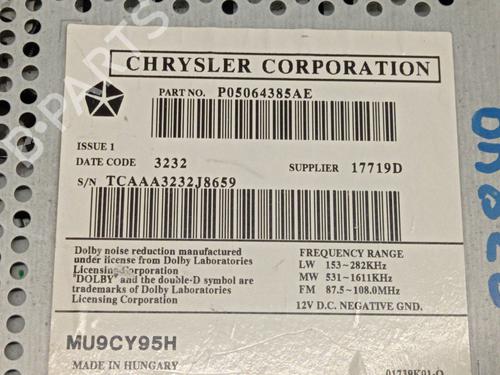 CHRYSLER CORPORATION
PART NO. P05064385AE
ISSUE 1
DATE CODE 3232 SUPPLIER 17719D
S/N TCAAA3232J8659
Dolby noise reduction manufactured
under license from Dolby Laboratories
Licensing Corporation
"DOLBY" and the double-D symbol are
trademarks of Dolby Laboratories
Licensing Corporation
FREQUENCY RANGE
LW 153~282KHz
MW 531~1611KHz
FM 87.5~108.0MHz
12V D.C. NEGATIVE GND.
MU9CY95H
MADE IN HUNGARY
B-PARTS